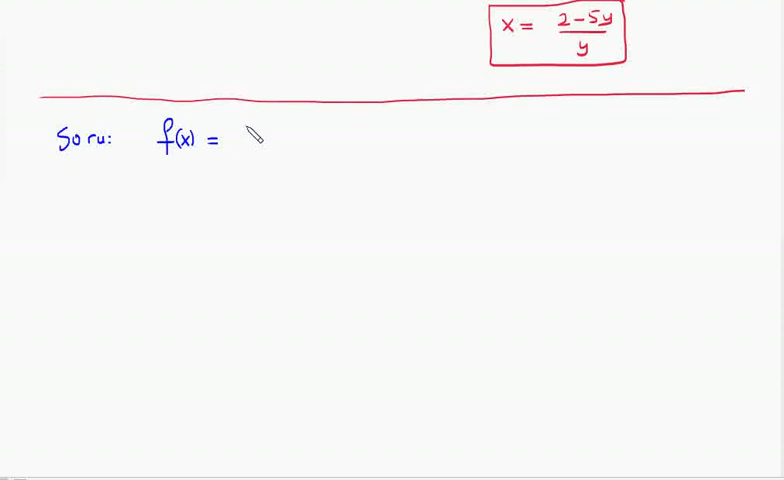 x = (2-5y)/y
Soru: f(x) =